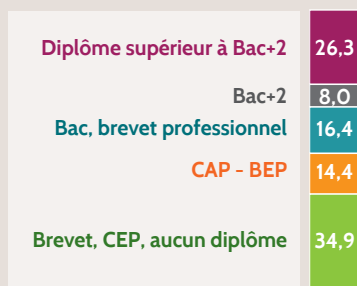 Diplôme supérieur à Bac+2 26,3
Bac+2 8,0
Bac, brevet professionnel 16,4
CAP - BEP 14,4
Brevet, CEP, aucun diplôme 34,9